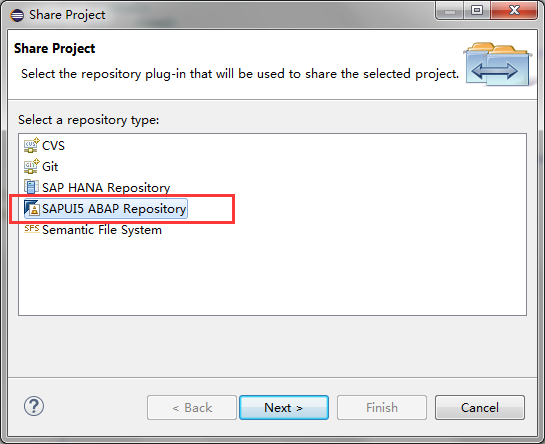 Share Project
Share Project
Select the repository plug-in that will be used to share the selected project.
Select a repository type:
CVS
Git
SAP HANA Repository
SAPUI5 ABAP Repository
SFS Semantic File System
? < Back Next > Finish Cancel